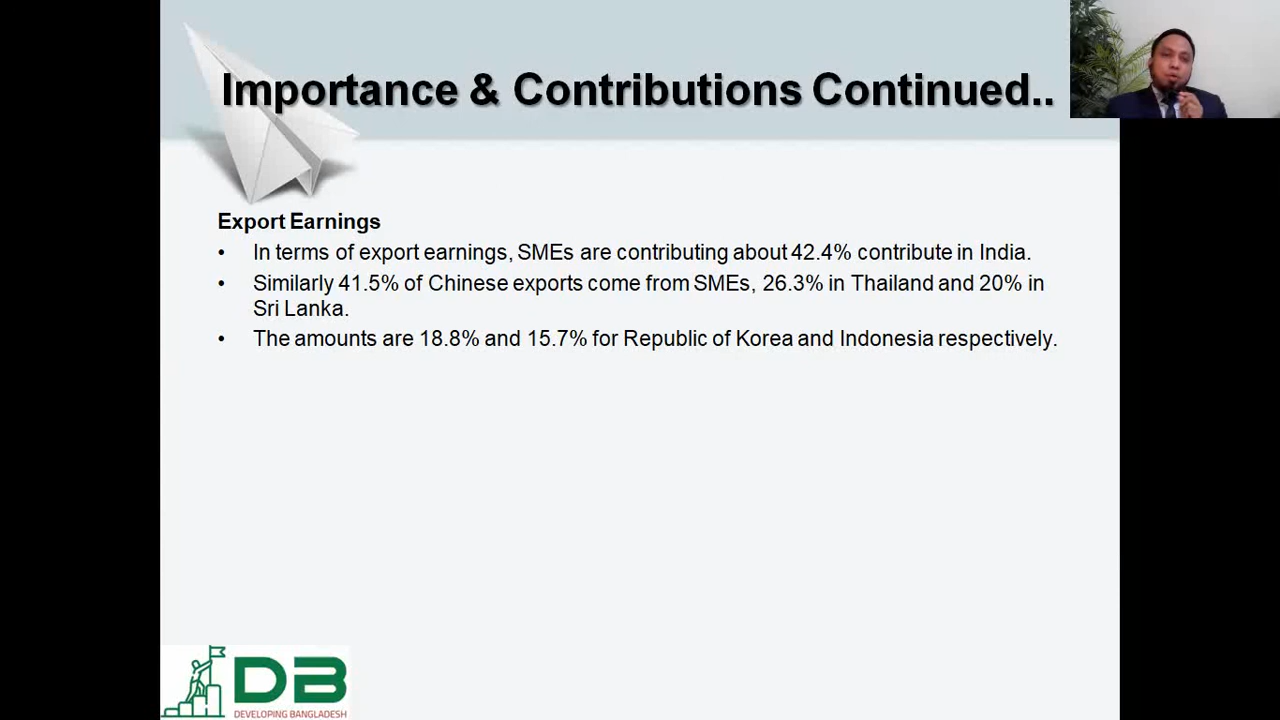 Importance & Contributions Continued..
Export Earnings
• In terms of export earnings, SMEs are contributing about 42.4% contribute in India.
• Similarly 41.5% of Chinese exports come from SMEs, 26.3% in Thailand and 20% in
Sri Lanka.
• The amounts are 18.8% and 15.7% for Republic of Korea and Indonesia respectively.
DB
DEVELOPING BANGLADESH